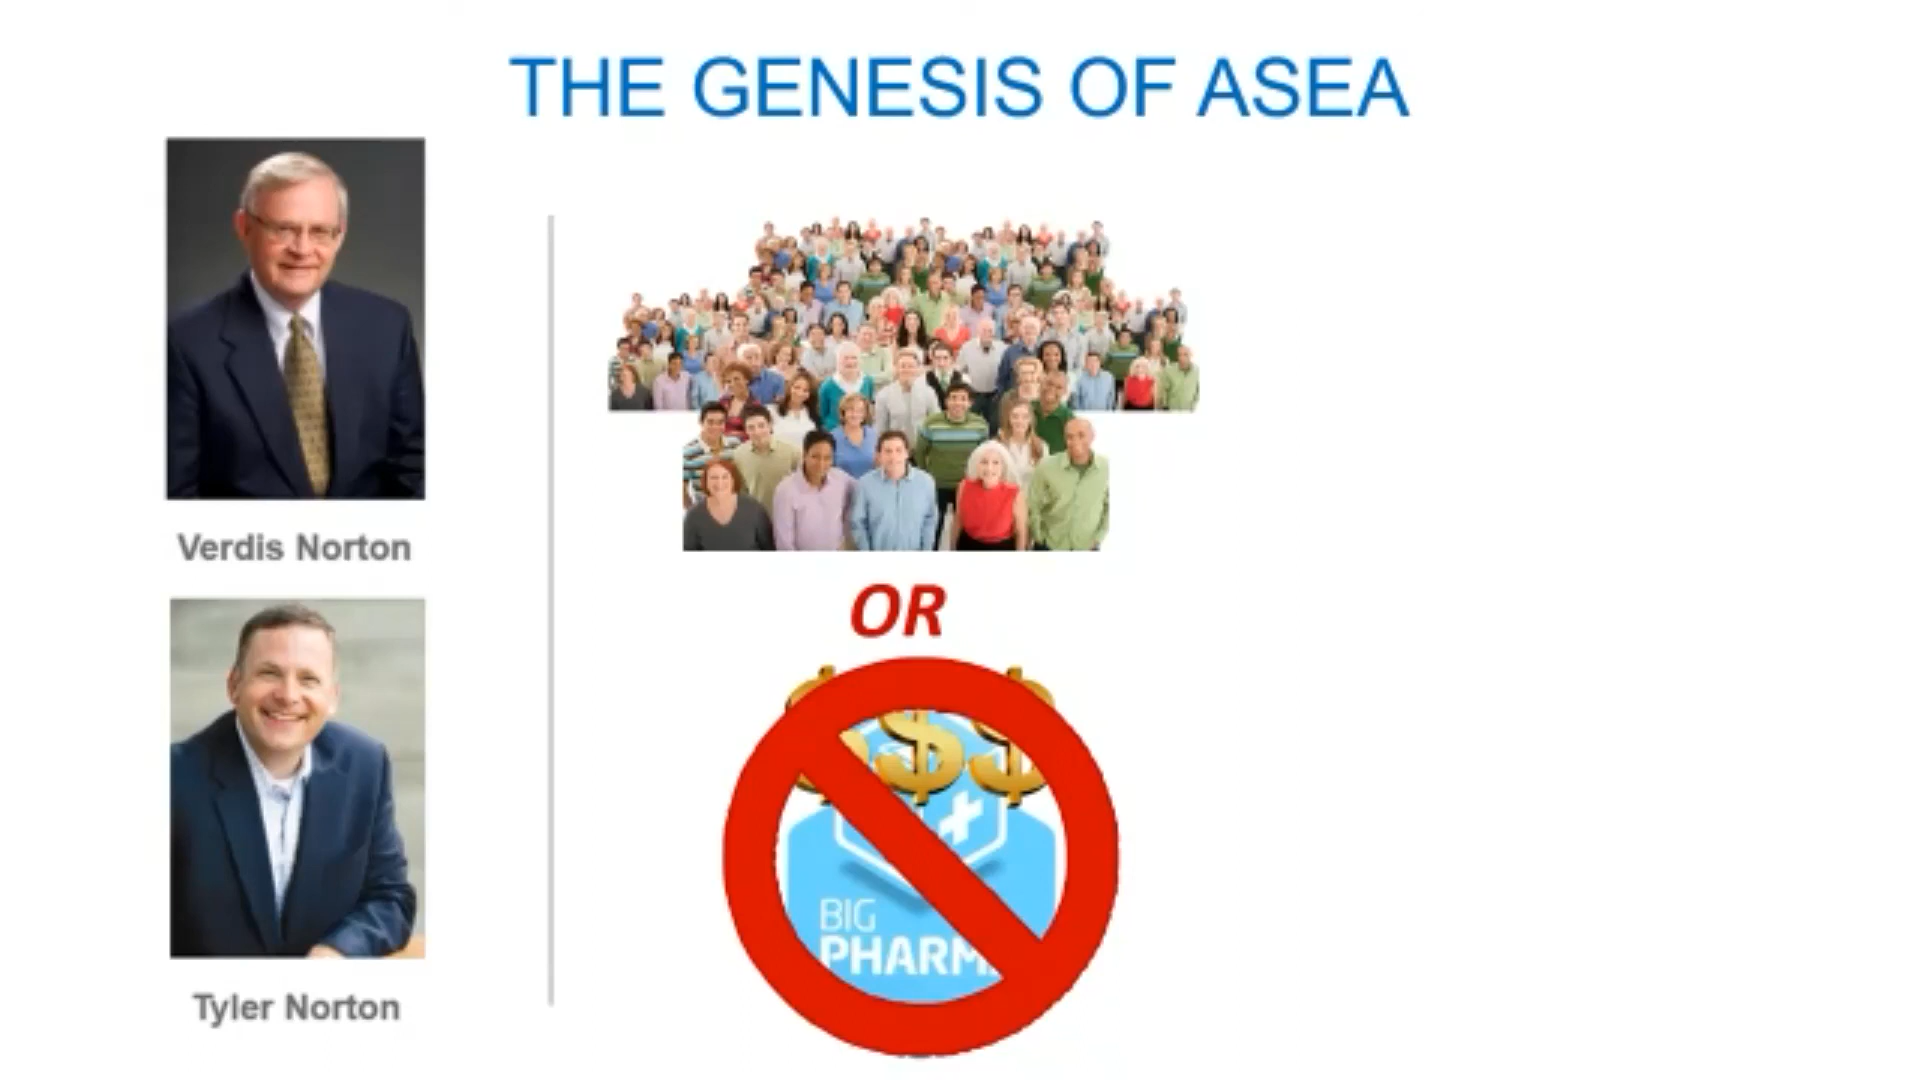 THE GENESIS OF ASEA
Verdis Norton
Tyler Norton
OR
$$$
BIG
PHARM